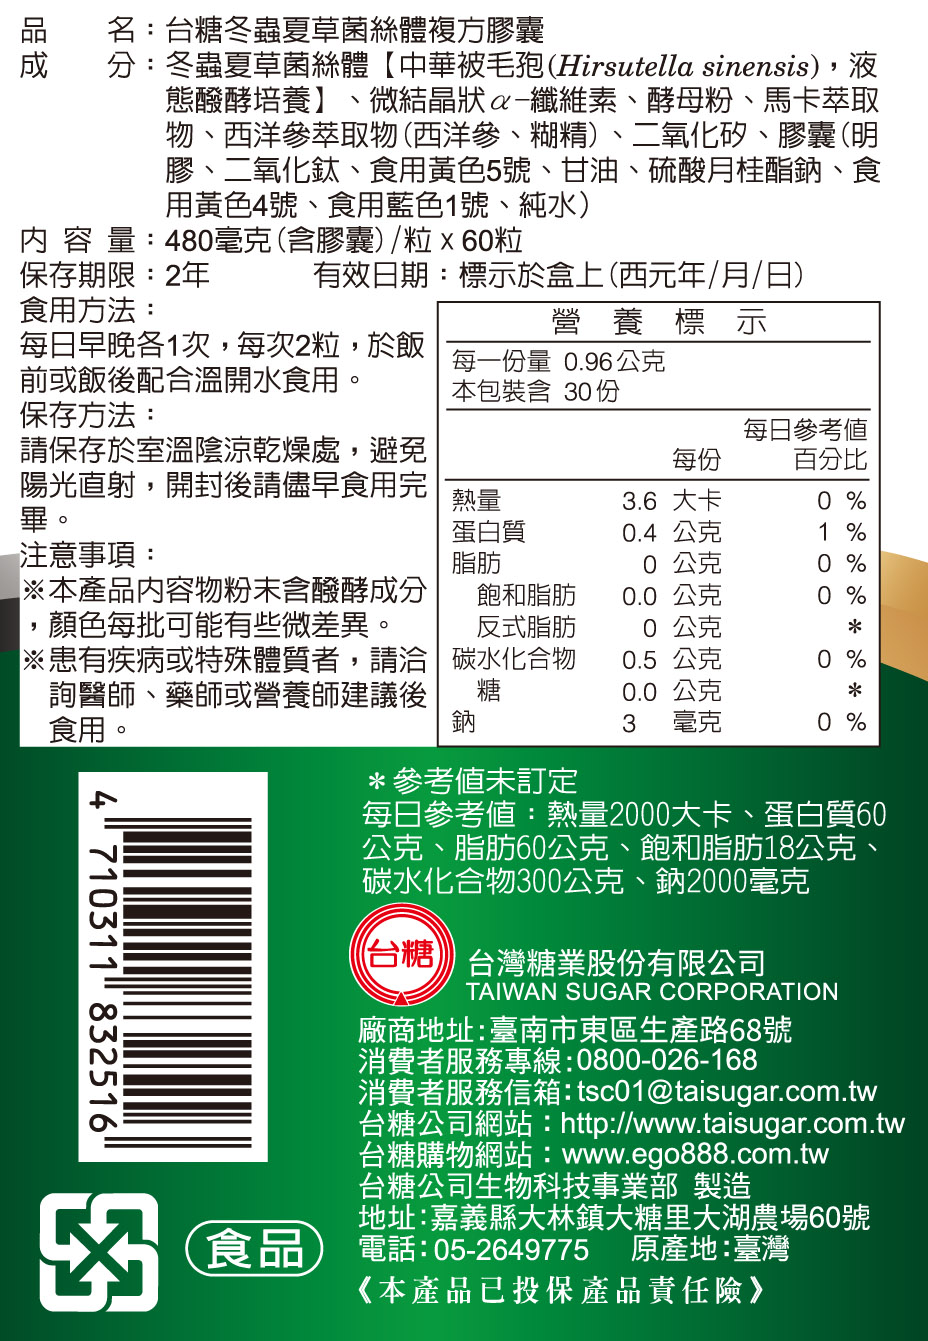 品　　名：台糖冬蟲夏草菌絲體複方膠囊
成　　分：冬蟲夏草菌絲體【中華被毛孢(Hirsutella sinensis)，液
態醱酵培養】、微結晶狀α-纖維素、酵母粉、馬卡萃取
物、西洋參萃取物(西洋參、糊精)、二氧化矽、膠囊(明
膠、二氧化鈦、食用黃色5號、甘油、硫酸月桂酯鈉、食
用黃色4號、食用藍色1號、純水)
內 容 量：480毫克(含膠囊)/粒 x 60粒
保存期限：2年　　有效日期：標示於盒上(西元年/月/日)
食用方法：
每日早晚各1次，每次2粒，於飯
前或飯後配合溫開水食用。
保存方法：
請保存於室溫陰涼乾燥處，避免
陽光直射，開封後請儘早食用完
畢。
注意事項：
※本產品內容物粉末含醱酵成分
，顏色每批可能有些微差異。
※患有疾病或特殊體質者，請洽
詢醫師、藥師或營養師建議後
食用。
營 養 標 示
每一份量 0.96公克
本包裝含 30份
每日參考值
每份　百分比
熱量 3.6 大卡 0 %
蛋白質 0.4 公克 1 %
脂肪 0 公克 0 %
飽和脂肪 0.0 公克 0 %
反式脂肪 0 公克 *
碳水化合物 0.5 公克 0 %
糖 0.0 公克 *
鈉 3 毫克 0 %
*參考值未訂定
每日參考值：熱量2000大卡、蛋白質60
公克、脂肪60公克、飽和脂肪18公克、
碳水化合物300公克、鈉2000毫克
4 710311 832516
台糖
台灣糖業股份有限公司
TAIWAN SUGAR CORPORATION
廠商地址:臺南市東區生產路68號
消費者服務專線:0800-026-168
消費者服務信箱:tsc01@taisugar.com.tw
台糖公司網站：http://www.taisugar.com.tw
台糖購物網站：www.ego888.com.tw
台糖公司生物科技事業部 製造
地址:嘉義縣大林鎮大糖里大湖農場60號
電話:05-2649775　原產地:臺灣
食品
《本產品已投保產品責任險》